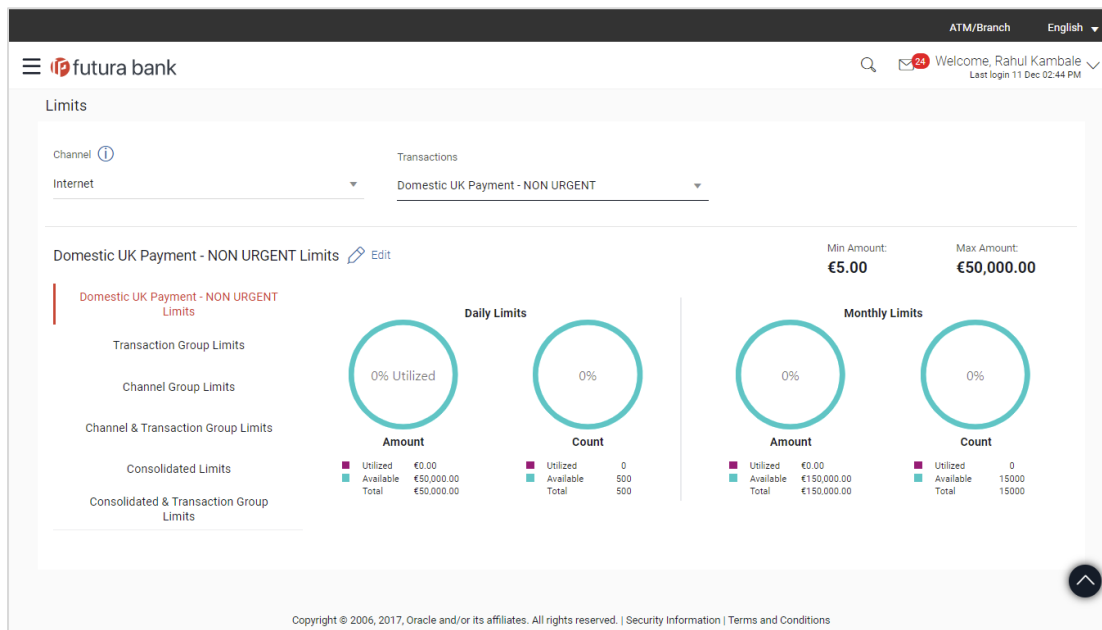 ATM/Branch English
futura bank
24 Welcome, Rahul Kambale
Last login 11 Dec 02:44 PM
Limits
Channel
Transactions
Internet
Domestic UK Payment - NON URGENT
Domestic UK Payment - NON URGENT Limits Edit
Min Amount: Max Amount:
€5.00 €50,000.00
Domestic UK Payment - NON URGENT
Limits
Transaction Group Limits
Channel Group Limits
Channel & Transaction Group Limits
Consolidated Limits
Consolidated & Transaction Group
Limits
Daily Limits
0% Utilized
Amount
Utilized €0.00
Available €50,000.00
Total €50,000.00
0%
Count
Utilized 0
Available 500
Total 500
Monthly Limits
0%
Amount
Utilized €0.00
Available €150,000.00
Total €150,000.00
0%
Count
Utilized 0
Available 15000
Total 15000
Copyright © 2006, 2017, Oracle and/or its affiliates. All rights reserved. | Security Information | Terms and Conditions